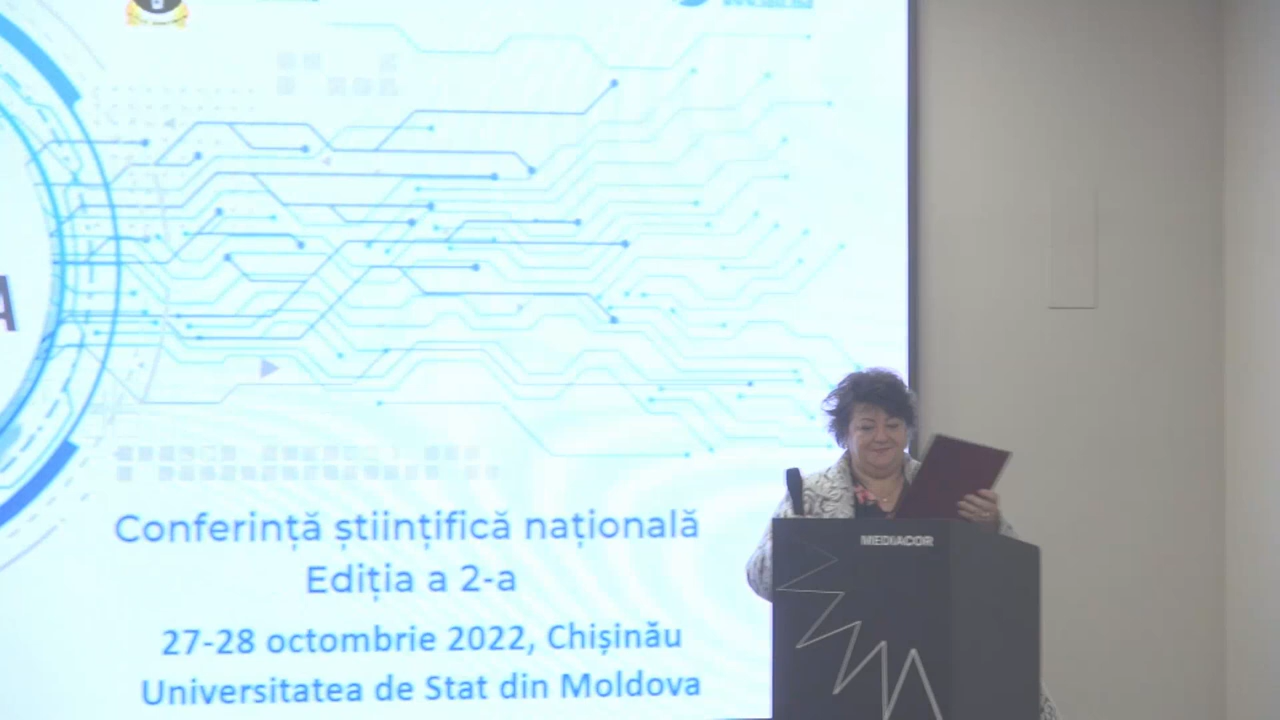 Conferință științifică națională
Ediția a 2-a
27-28 octombrie 2022, Chișinău
Universitatea de Stat din Moldova
MEDIACOR